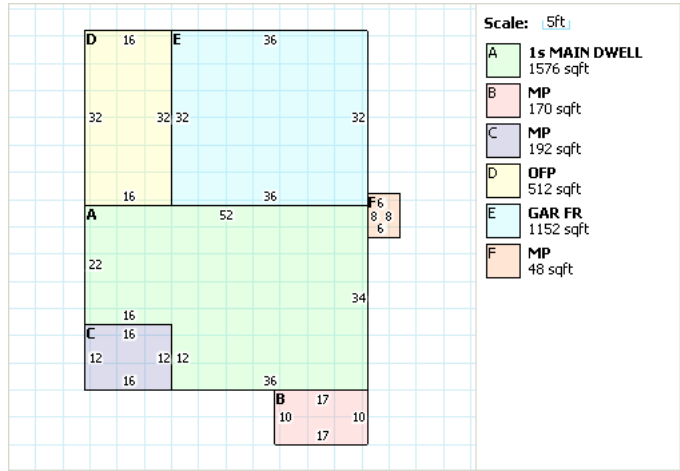 D 16 E 36
32 32 32 32
16 36
A 52
F 6
8 8
6
22
34
16
C 16
12 12 12
16 36
B 17
10 10
17
Scale: 5ft
A 1s MAIN DWELL
1576 sqft
B MP
170 sqft
C MP
192 sqft
D OFP
512 sqft
E GAR FR
1152 sqft
F MP
48 sqft